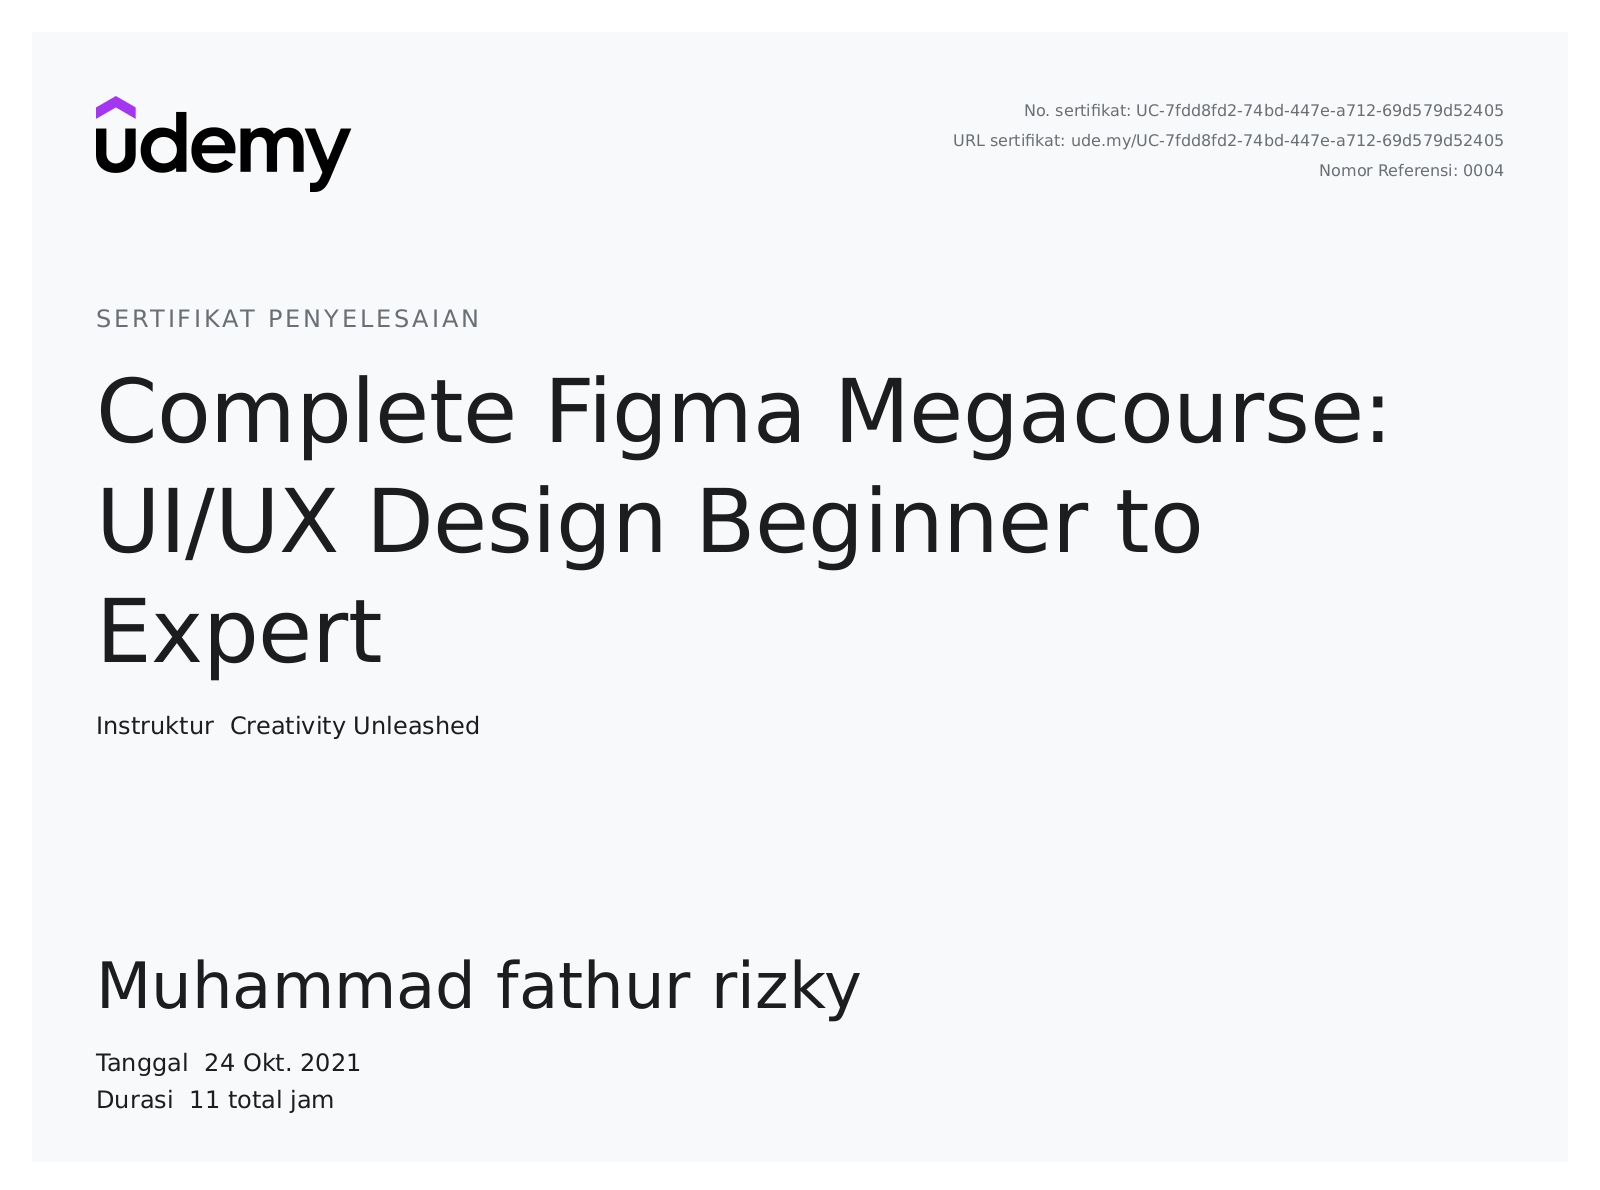 udemy
No. sertifikat: UC-7fdd8fd2-74bd-447e-a712-69d579d52405
URL sertifikat: ude.my/UC-7fdd8fd2-74bd-447e-a712-69d579d52405
Nomor Referensi: 0004
SERTIFIKAT PENYELESAIAN
Complete Figma Megacourse:
UI/UX Design Beginner to
Expert
Instruktur Creativity Unleashed
Muhammad fathur rizky
Tanggal 24 Okt. 2021
Durasi 11 total jam